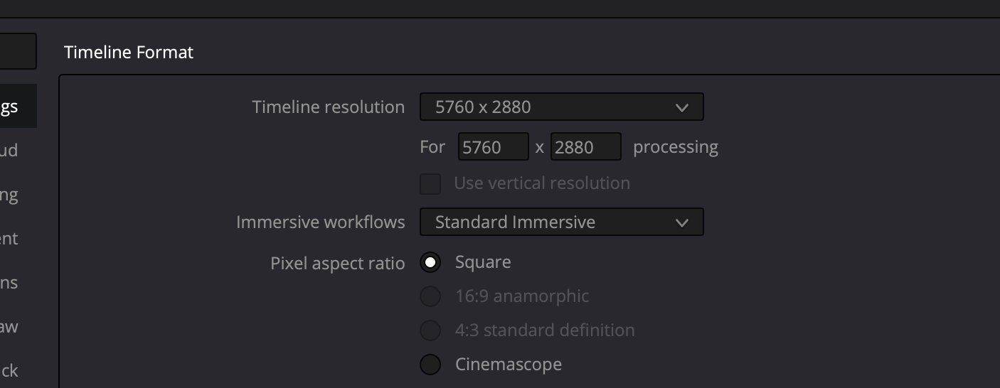 Timeline Format
Timeline resolution 5760 x 2880
For 5760 x 2880 processing
Use vertical resolution
Immersive workflows Standard Immersive
Pixel aspect ratio Square
16:9 anamorphic
4:3 standard definition
Cinemascope
gs
ud
ng
ent
ns
aw
ck